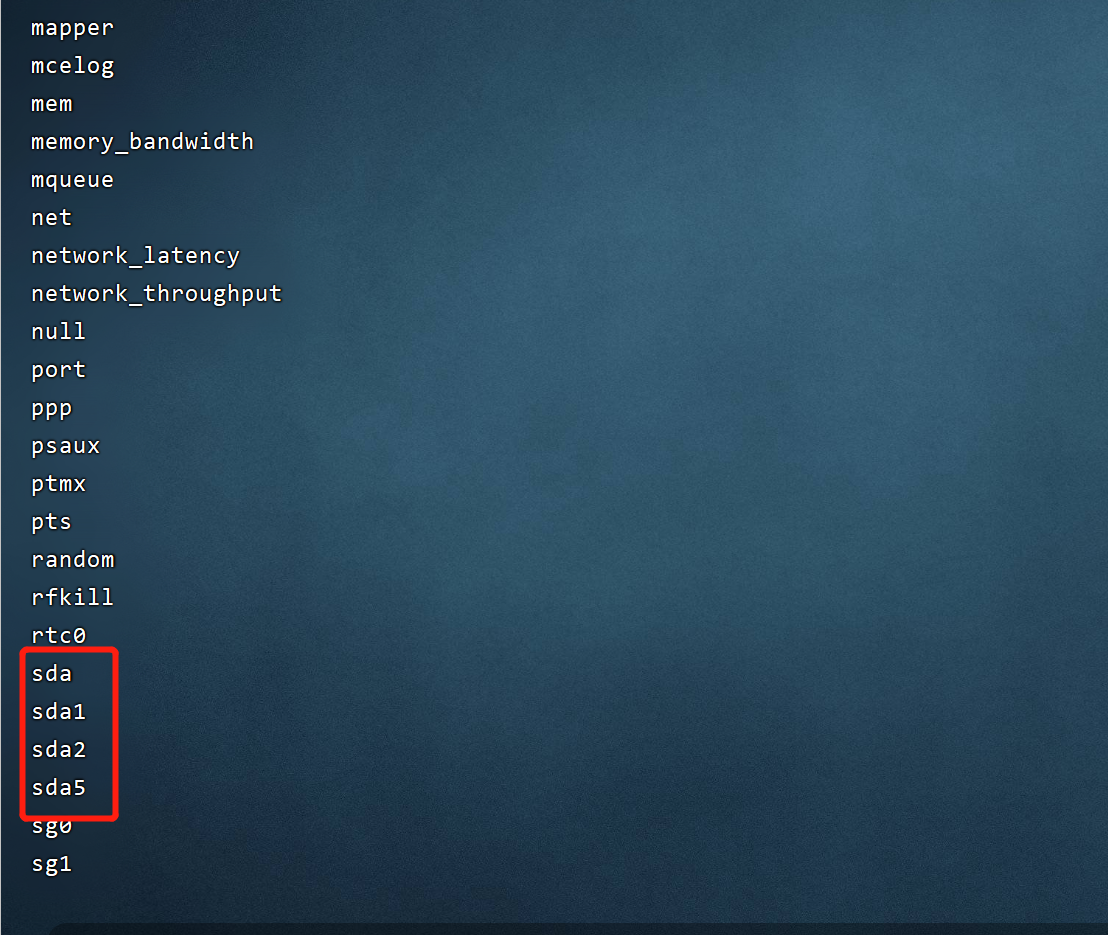 mapper
mcelog
mem
memory_bandwidth
mqueue
net
network_latency
network_throughput
null
port
ppp
psaux
ptmx
pts
random
rfkill
rtc0
sda
sda1
sda2
sda5
sg0
sg1